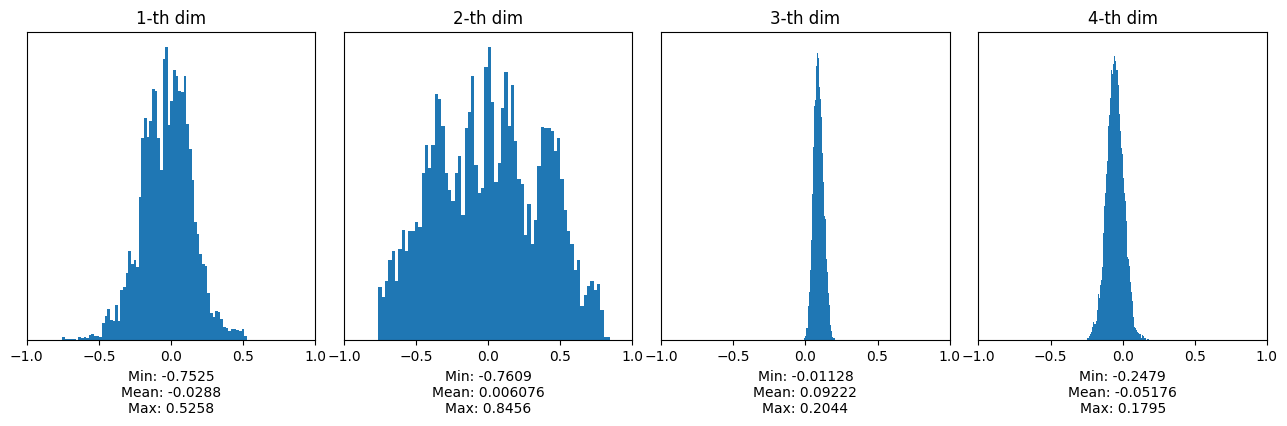 1-th dim 2-th dim 3-th dim 4-th dim
−1.0 −0.5 0.0 0.5 1.0 −1.0 −0.5 0.0 0.5 1.0 −1.0 −0.5 0.0 0.5 1.0 −1.0 −0.5 0.0 0.5 1.0
Min: -0.7525 Min: -0.7609 Min: -0.01128 Min: -0.2479
Mean: -0.0288 Mean: 0.006076 Mean: 0.09222 Mean: -0.05176
Max: 0.5258 Max: 0.8456 Max: 0.2044 Max: 0.1795